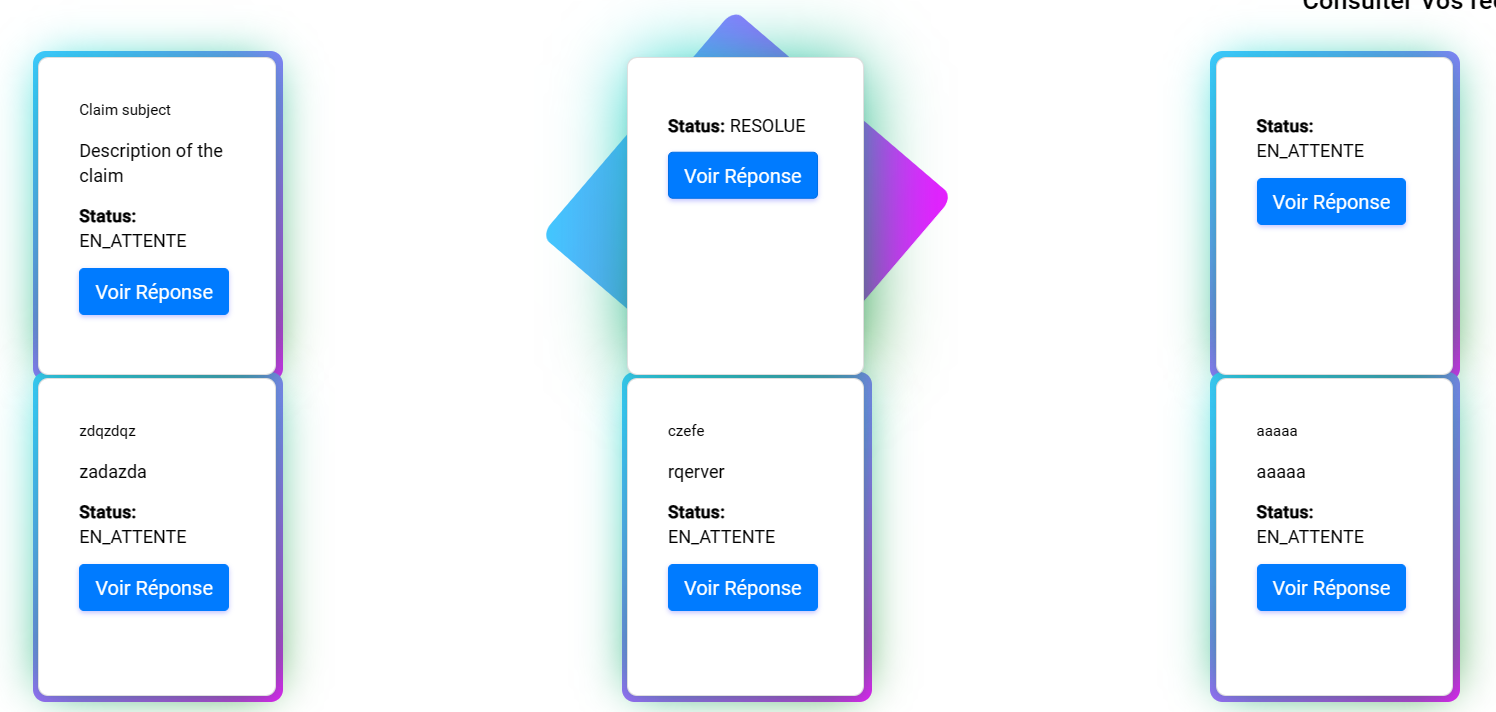 Consulter Vos
Claim subject
Description of the
claim
Status:
EN_ATTENTE
Voir Réponse
Status: RESOLUE
Voir Réponse
Status:
EN_ATTENTE
Voir Réponse
zdqzdqz
zadazda
Status:
EN_ATTENTE
Voir Réponse
czefe
rqerver
Status:
EN_ATTENTE
Voir Réponse
aaaaa
aaaaa
Status:
EN_ATTENTE
Voir Réponse